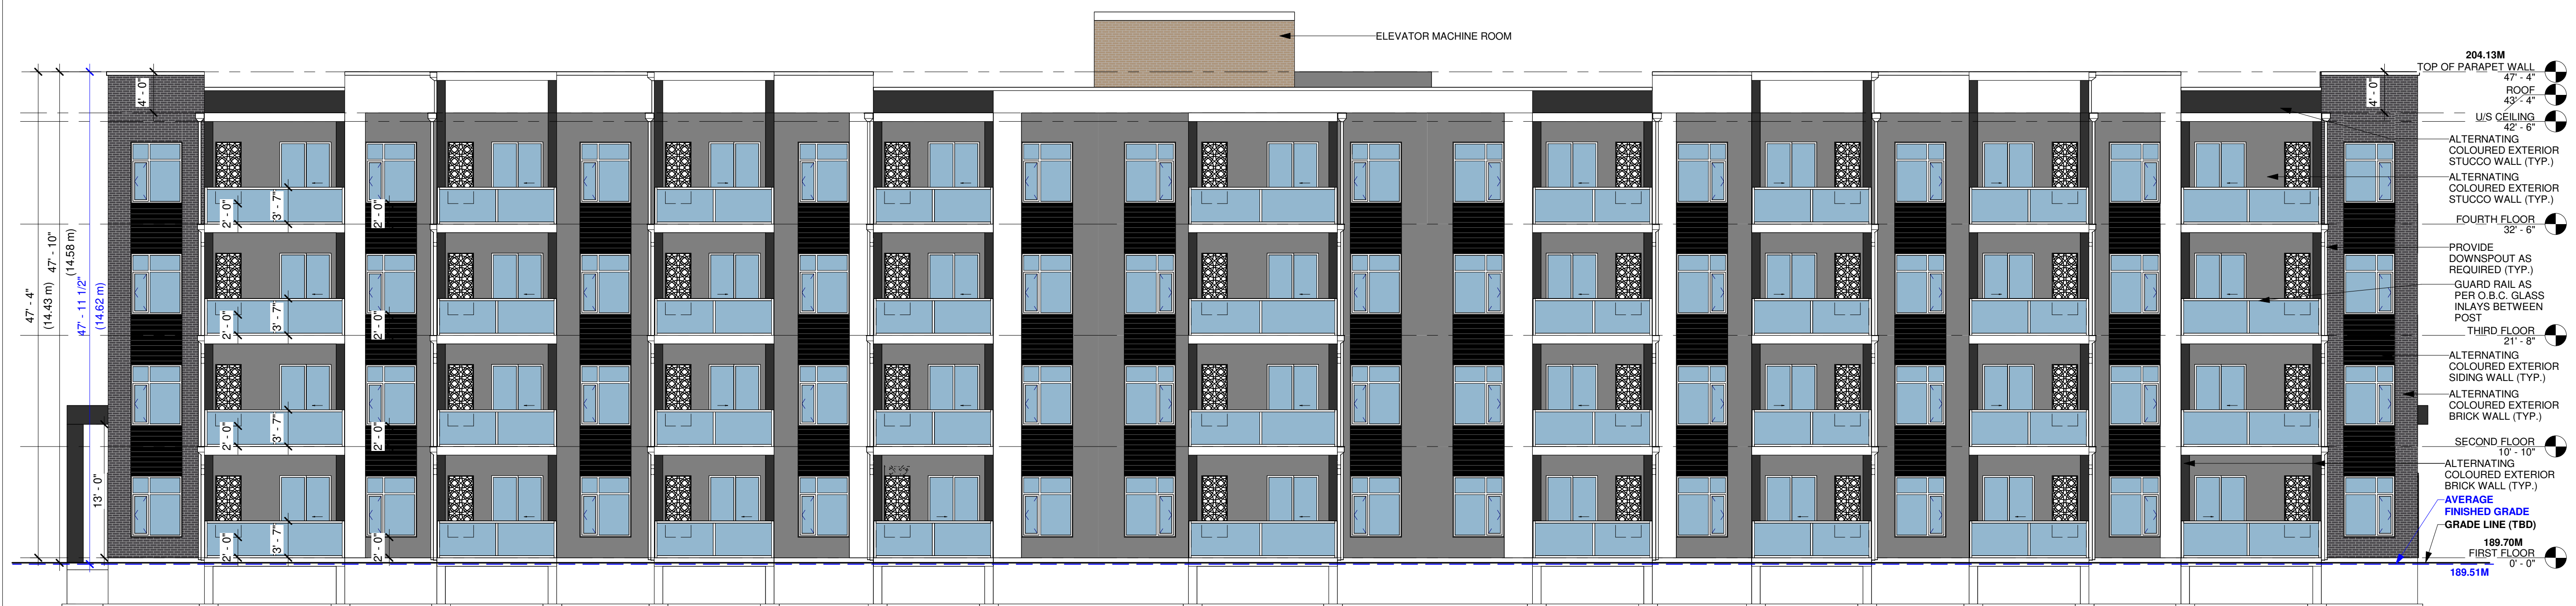 ELEVATOR MACHINE ROOM
204.13M
TOP OF PARAPET WALL
47' - 4"
ROOF
43' - 4"
U/S CEILING
42' - 6"
ALTERNATING
COLOURED EXTERIOR
STUCCO WALL (TYP.)
ALTERNATING
COLOURED EXTERIOR
STUCCO WALL (TYP.)
FOURTH FLOOR
32' - 6"
PROVIDE
DOWNSPOUT AS
REQUIRED (TYP.)
GUARD RAIL AS
PER O.B.C. GLASS
INLAYS BETWEEN
POST
THIRD FLOOR
21' - 8"
ALTERNATING
COLOURED EXTERIOR
SIDING WALL (TYP.)
ALTERNATING
COLOURED EXTERIOR
BRICK WALL (TYP.)
SECOND FLOOR
10' - 10"
ALTERNATING
COLOURED EXTERIOR
BRICK WALL (TYP.)
AVERAGE
FINISHED GRADE
GRADE LINE (TBD)
189.70M
FIRST FLOOR
0' - 0"
189.51M
47' - 4"
(14.43 m)
47' - 10"
(14.58 m)
47' - 11 1/2"
(14.62 m)
13' - 0"
4' - 0"
4' - 0"
2' - 0"
3' - 7"
2' - 0"
2' - 0"
3' - 7"
2' - 0"
2' - 0"
3' - 7"
2' - 0"
2' - 0"
3' - 7"
2' - 0"